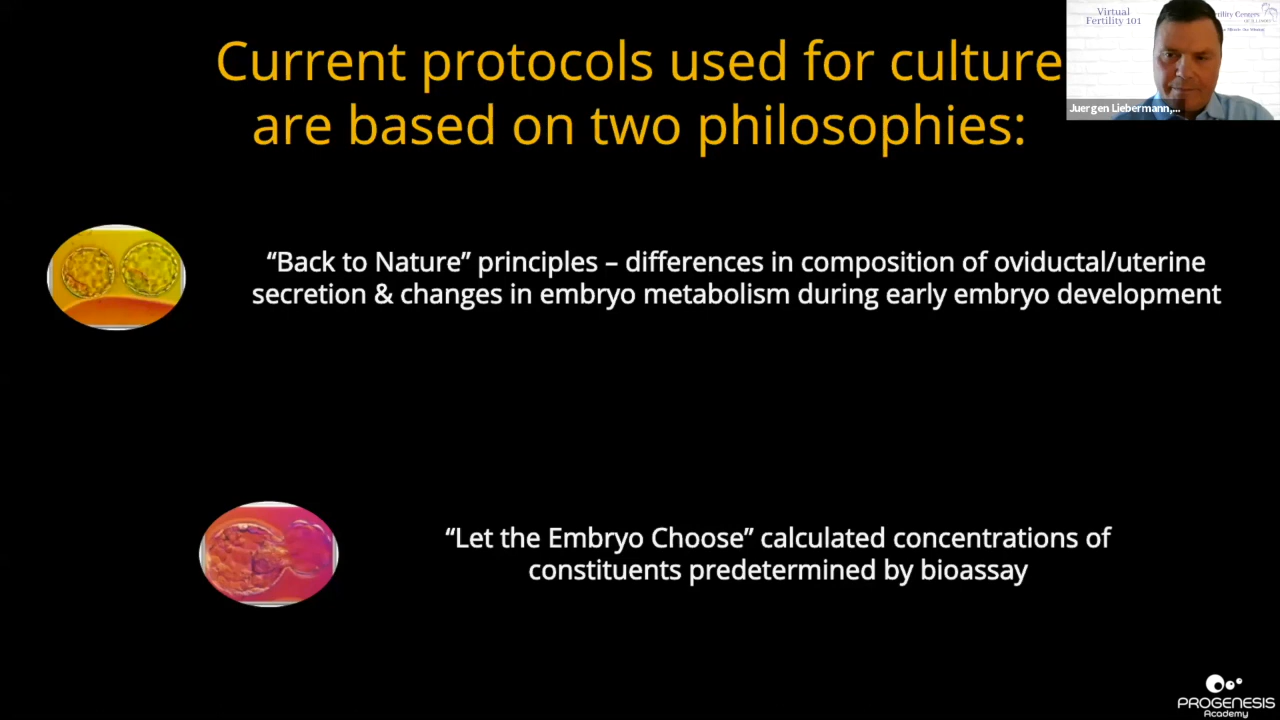 Current protocols used for culture
are based on two philosophies:
Virtual
Fertility 101
Fertility Centers
Juergen Liebermann,...
“Back to Nature” principles – differences in composition of oviductal/uterine
secretion & changes in embryo metabolism during early embryo development
“Let the Embryo Choose” calculated concentrations of
constituents predetermined by bioassay
PROGENESIS
Academy